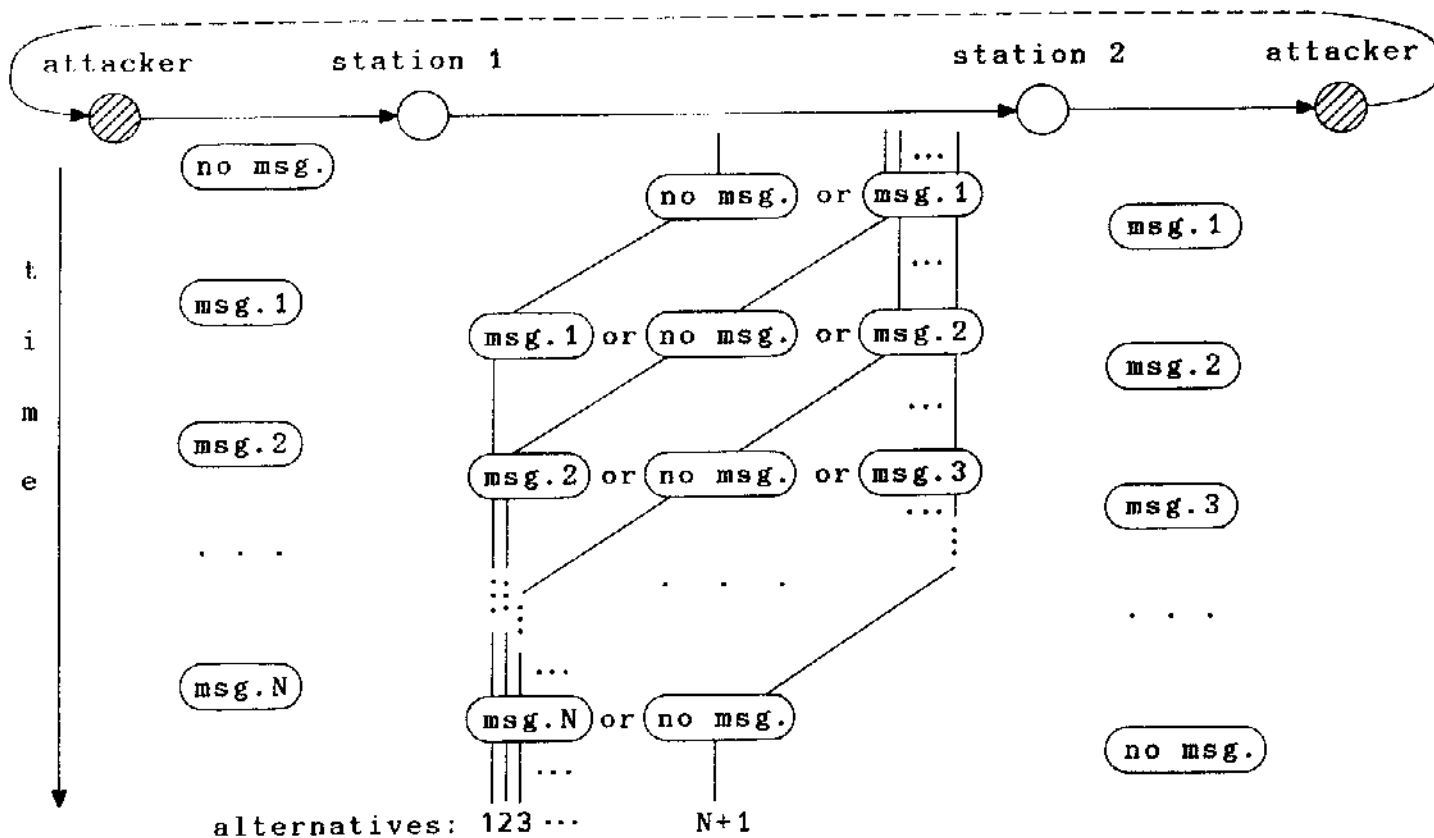 attacker station 1 station 2 attacker
no msg.
no msg. or msg.1
...
msg.1
...
t
msg.1
i
msg.1 or no msg. or msg.2
msg.2
...
m
msg.2
e
msg.2 or no msg. or msg.3
msg.3
...
. . .
. . .
. . .
...
msg.N
msg.N or no msg.
no msg.
...
alternatives: 123 ... N+1